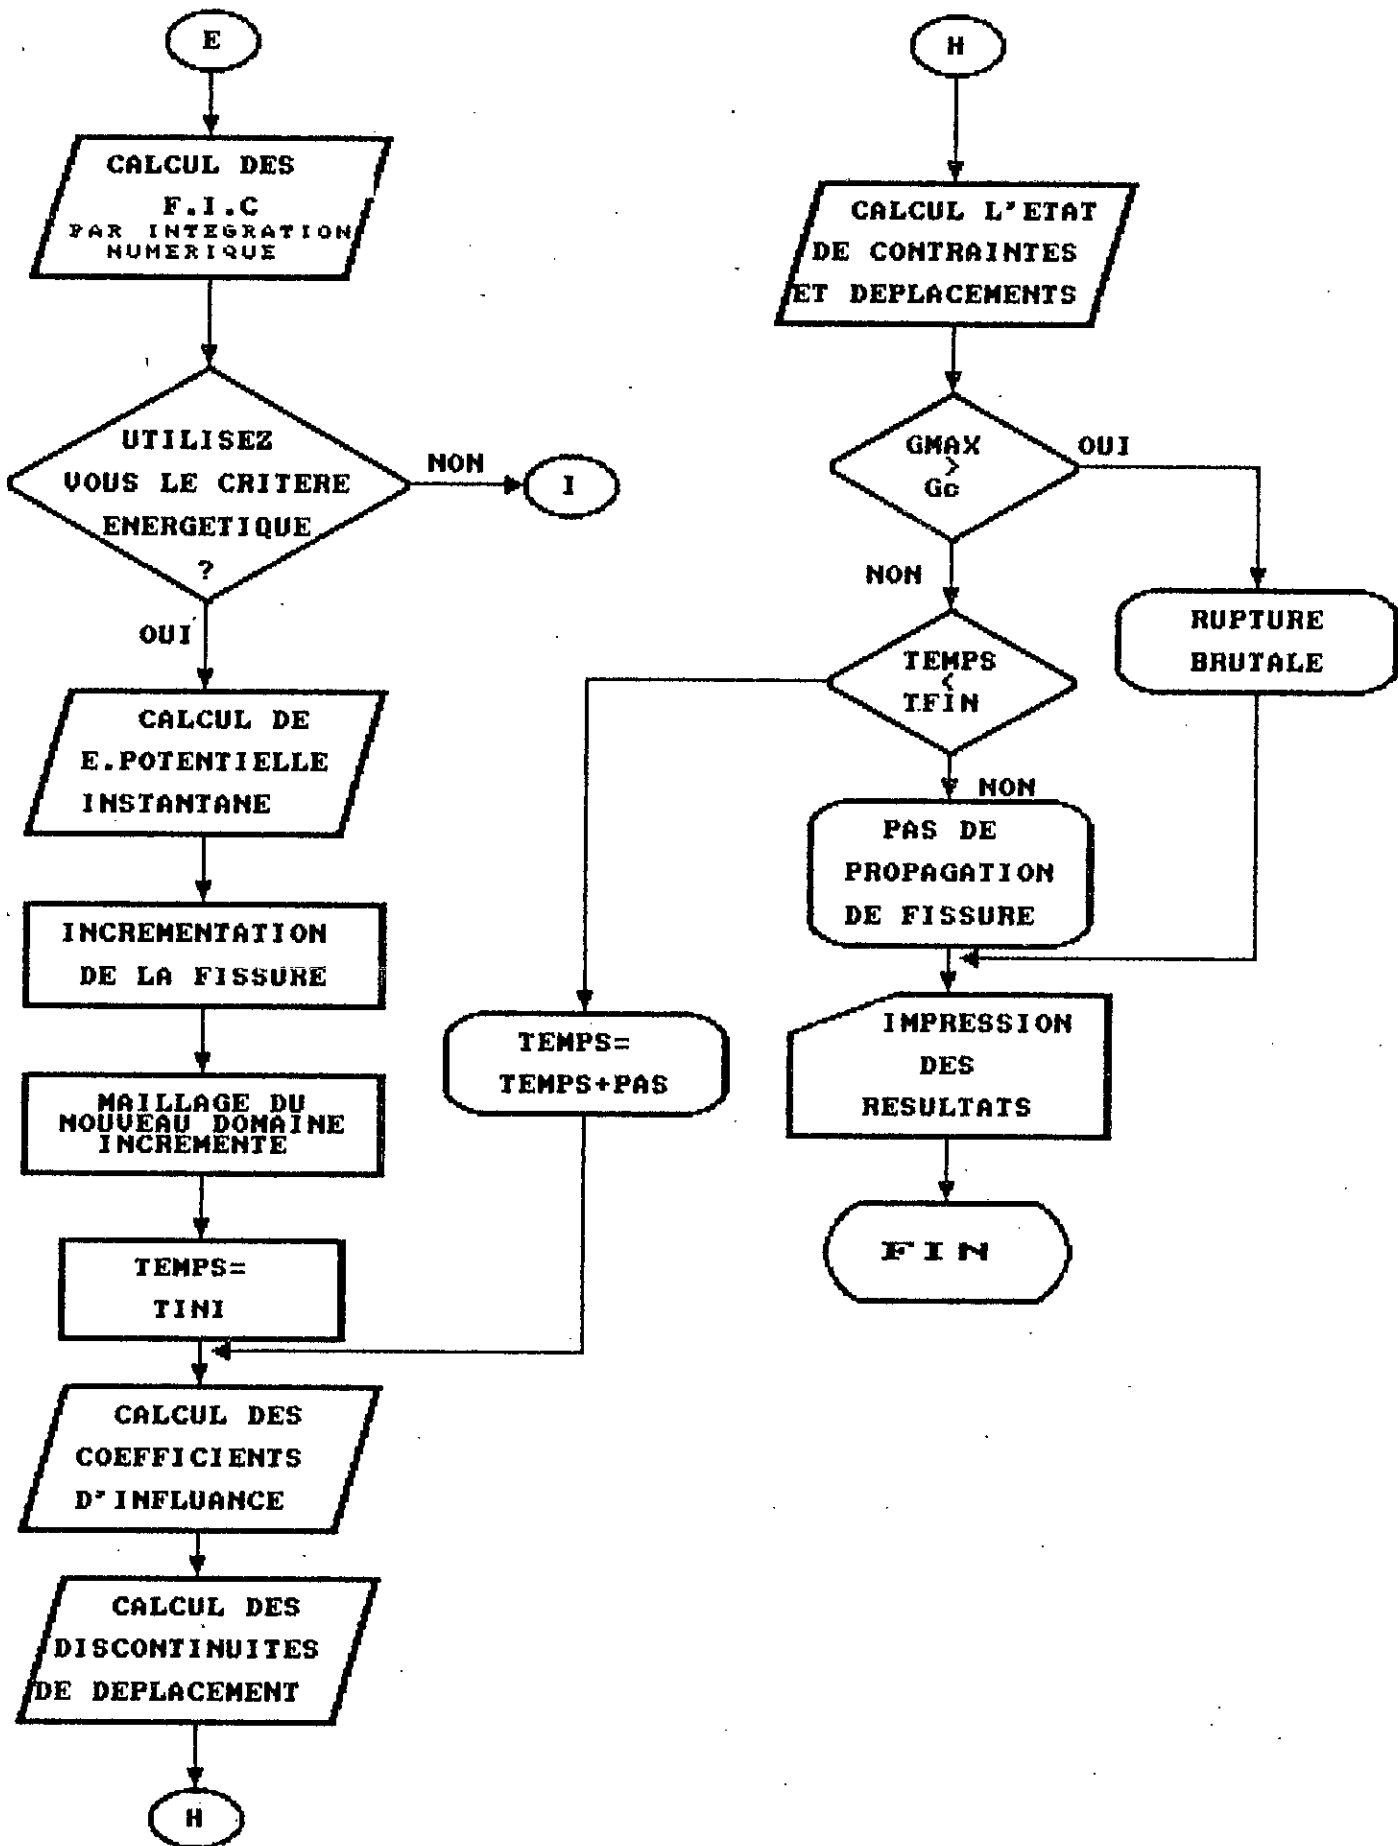 E
CALCUL DES
F.I.C
PAR INTEGRATION
NUMERIQUE
UTILISEZ
VOUS LE CRITERE
ENERGETIQUE
?
NON
I
OUI
CALCUL DE
E.POTENTIELLE
INSTANTANE
INCREMENTATION
DE LA FISSURE
MAILLAGE DU
NOUVEAU DOMAINE
INCREMENTE
TEMPS=
TINI
CALCUL DES
COEFFICIENTS
D'INFLUANCE
CALCUL DES
DISCONTINUITES
DE DEPLACEMENT
H
H
CALCUL L'ETAT
DE CONTRAINTES
ET DEPLACEMENTS
GMAX
>
Gc
OUI
NON
RUPTURE
BRUTALE
TEMPS
<
T.FIN
NON
PAS DE
PROPAGATION
DE FISSURE
TEMPS=
TEMPS+PAS
IMPRESSION
DES
RESULTATS
FIN